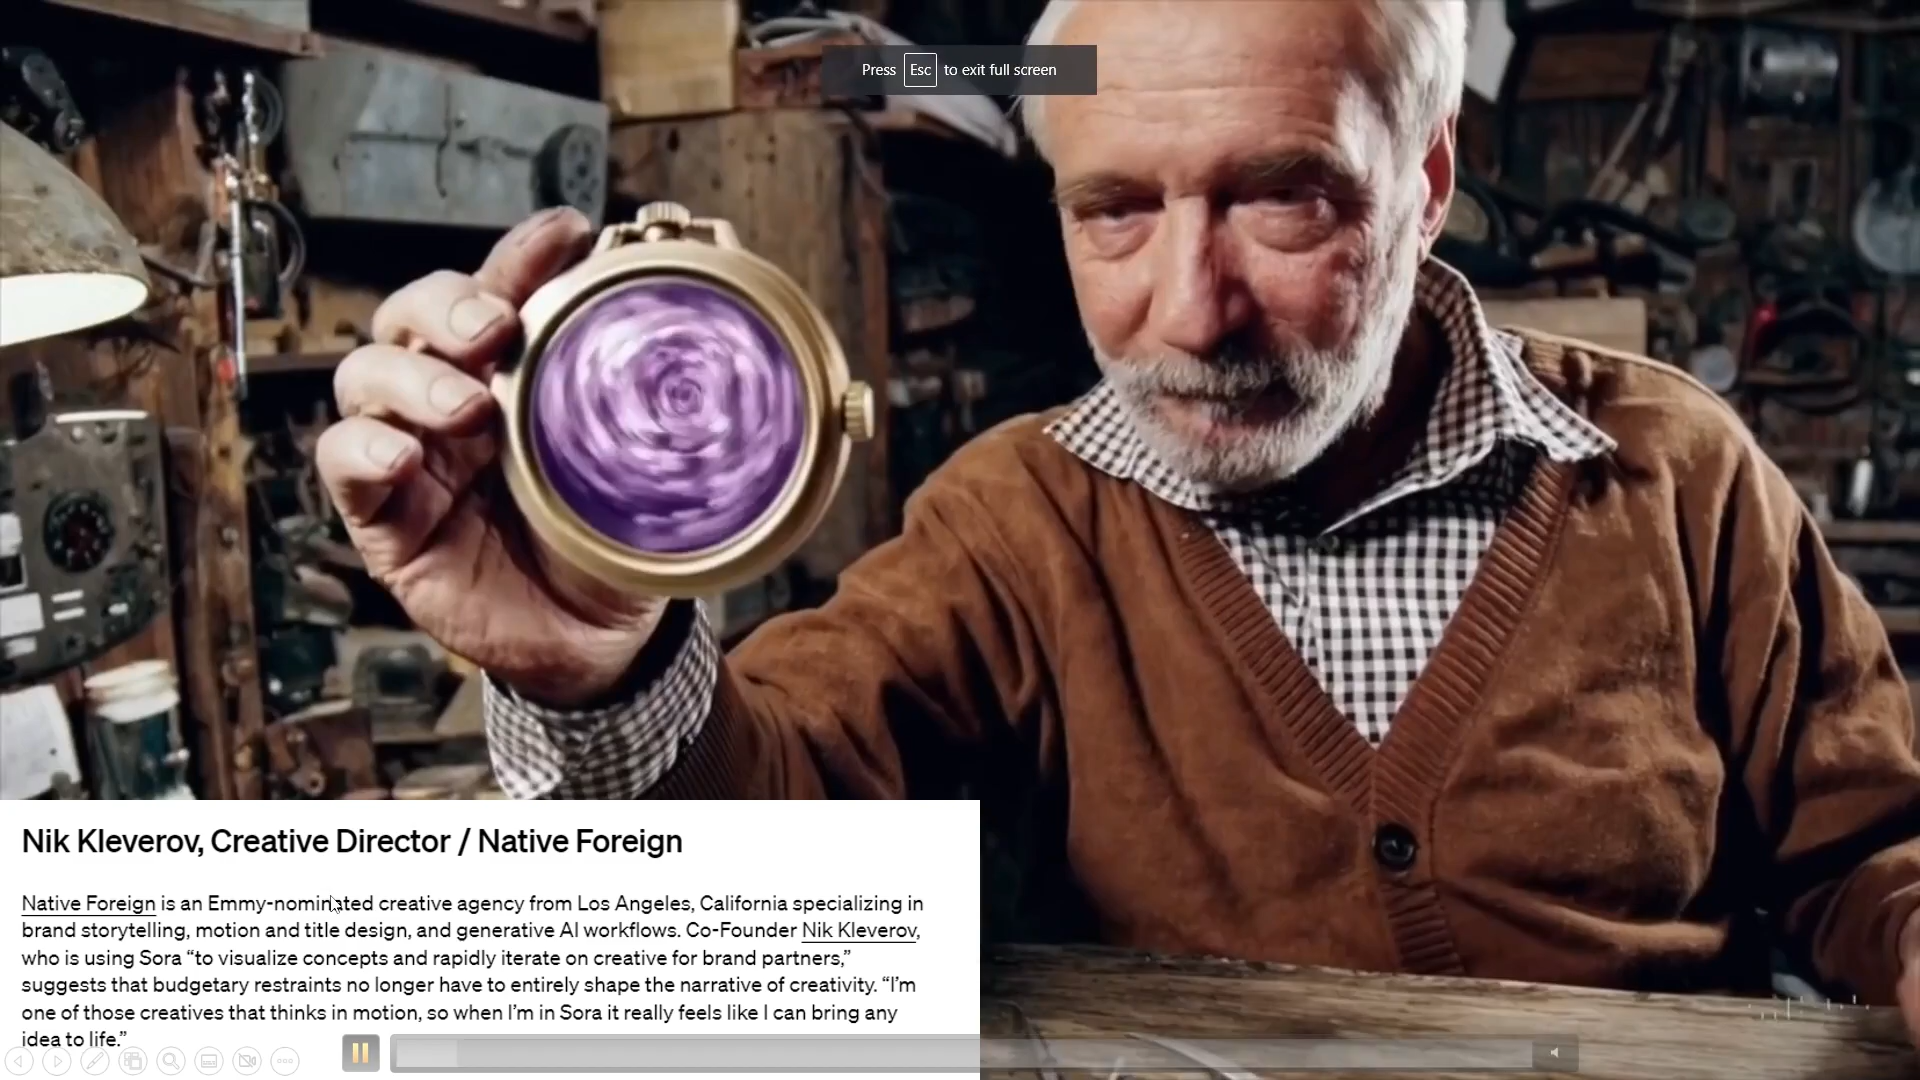 Press Esc to exit full screen
Nik Kleverov, Creative Director / Native Foreign
Native Foreign is an Emmy-nominated creative agency from Los Angeles, California specializing in
brand storytelling, motion and title design, and generative AI workflows. Co-Founder Nik Kleverov,
who is using Sora “to visualize concepts and rapidly iterate on creative for brand partners,”
suggests that budgetary restraints no longer have to entirely shape the narrative of creativity. “I’m
one of those creatives that thinks in motion, so when I’m in Sora it really feels like I can bring any
idea to life.”